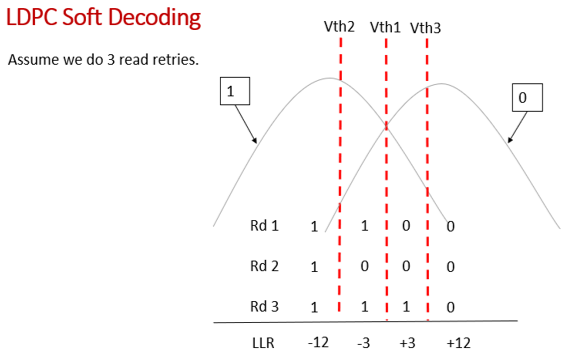 LDPC Soft Decoding
Assume we do 3 read retries.
Vth2 Vth1 Vth3
1
0
Rd 1 1 1 0 0
Rd 2 1 0 0 0
Rd 3 1 1 1 0
LLR -12 -3 +3 +12